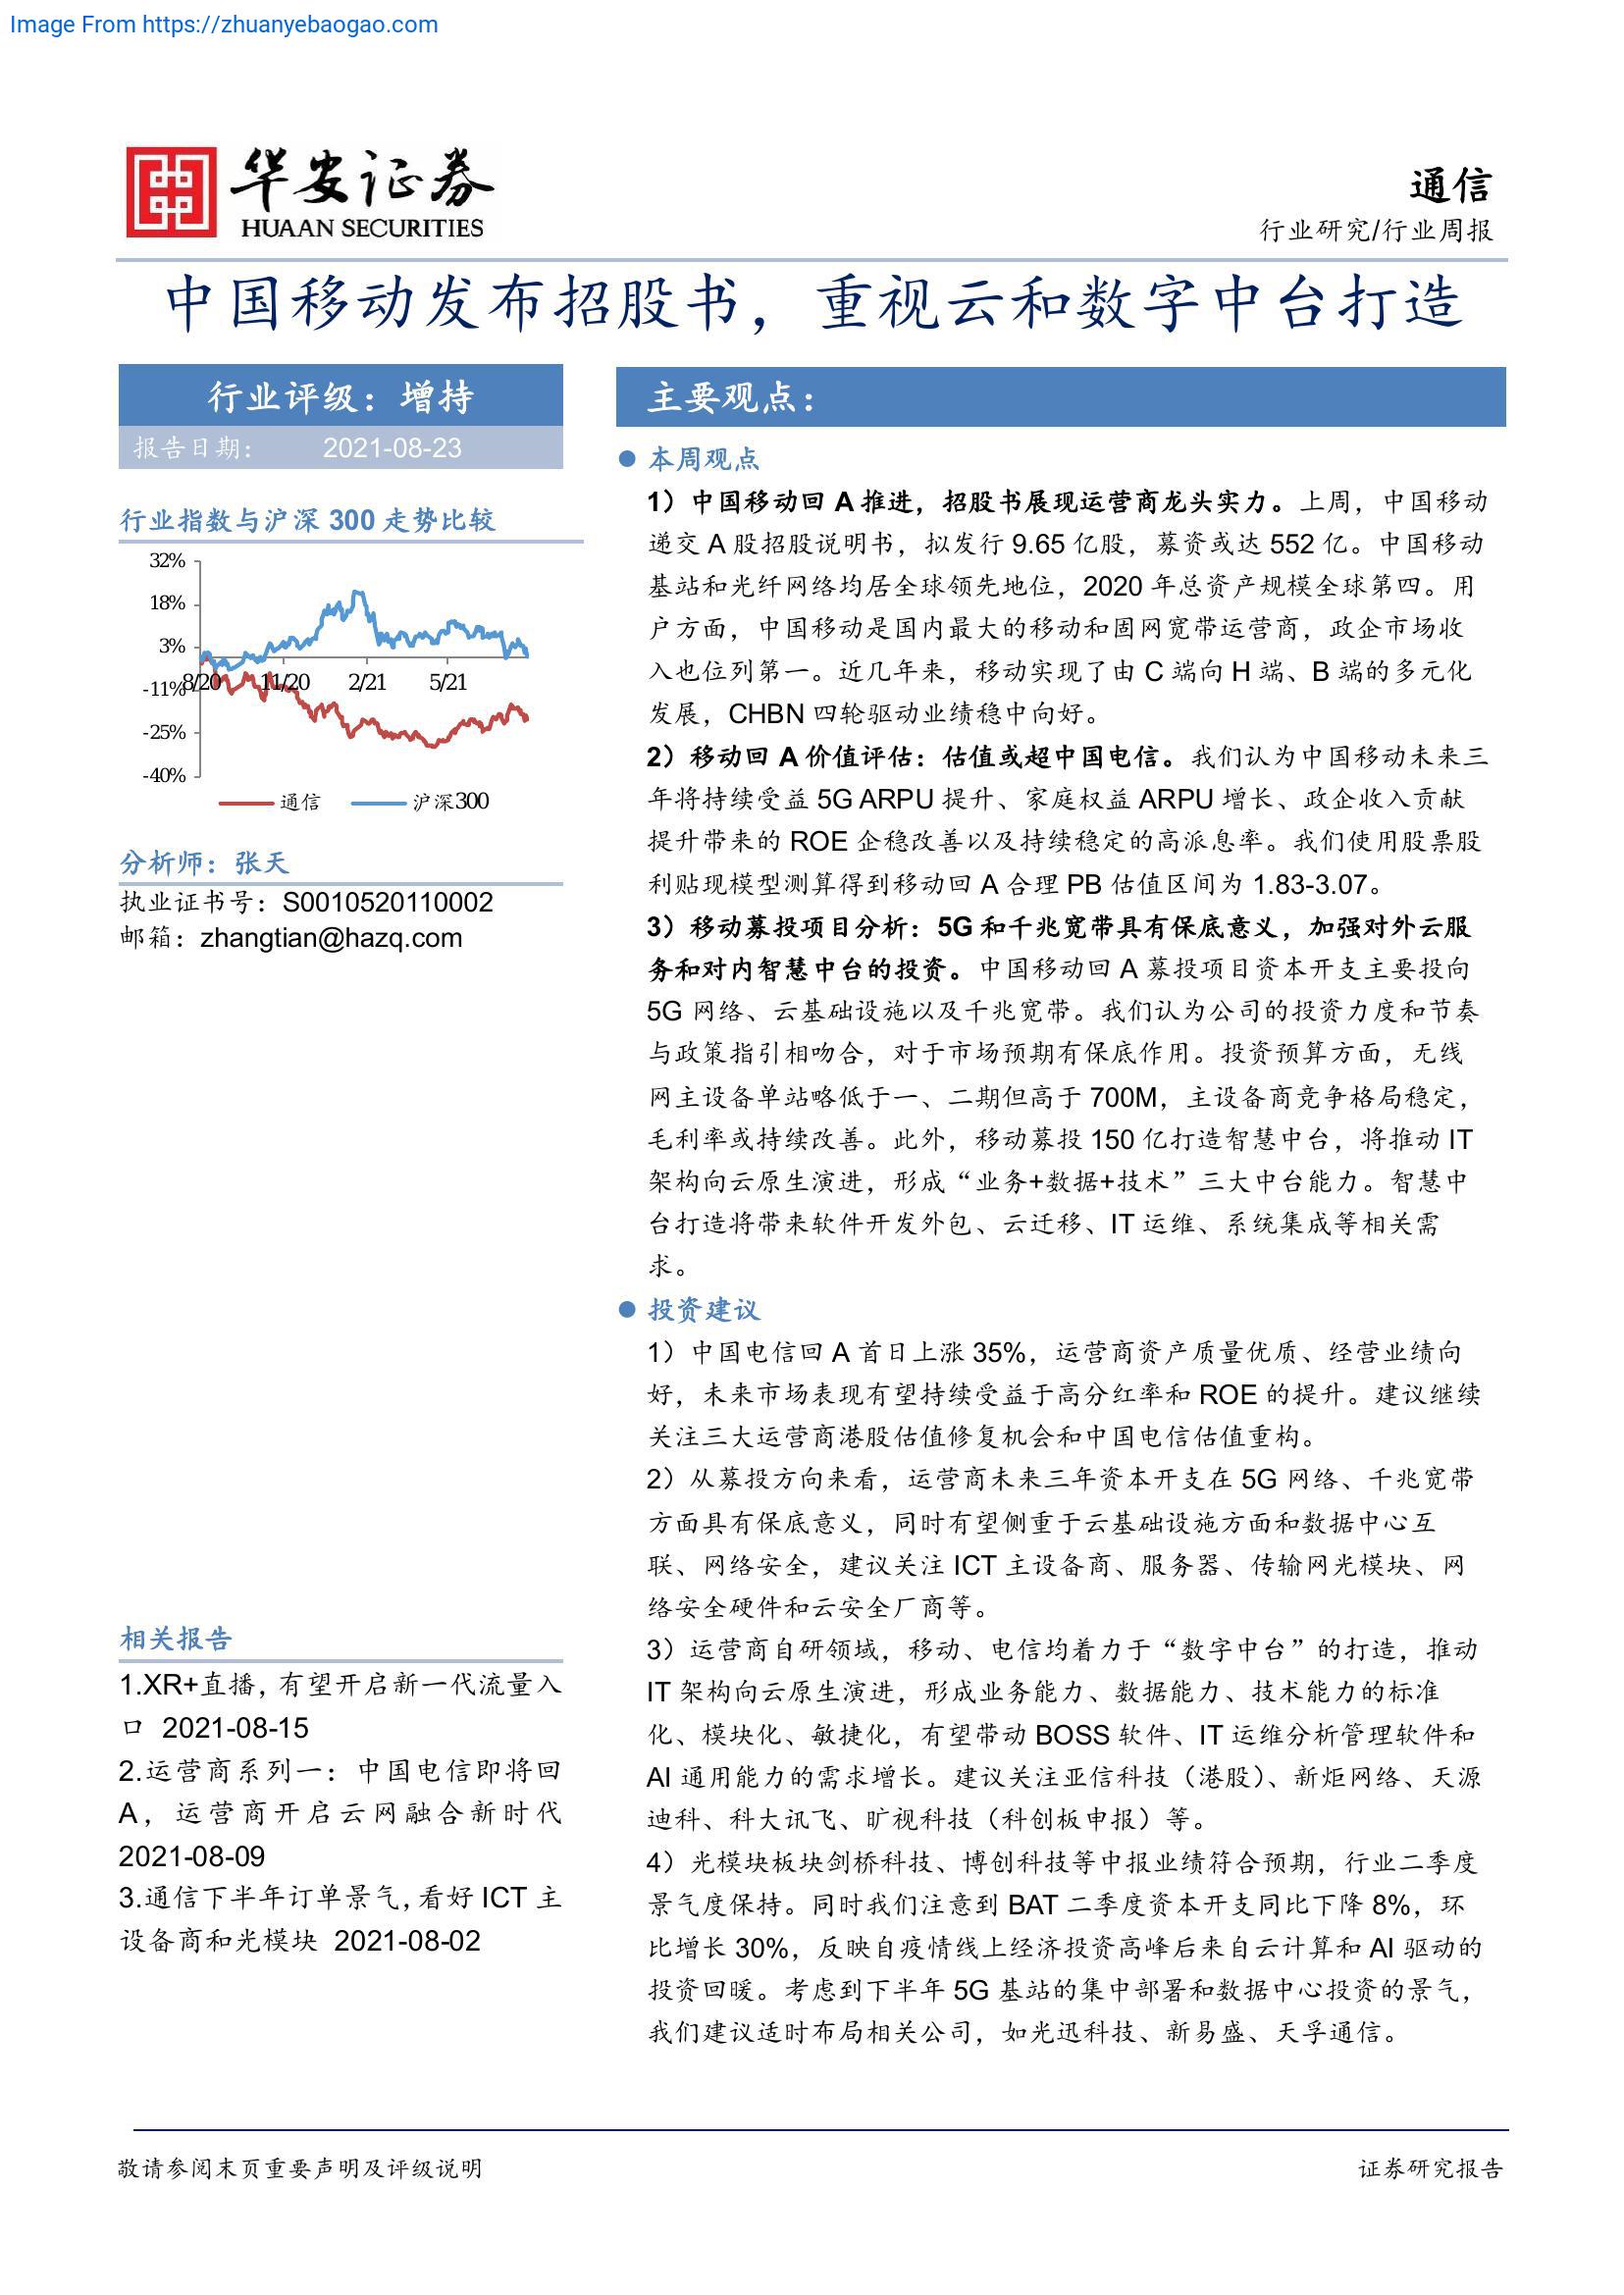 Image From https://zhuanyebaogao.com
华安证券
HUAAN SECURITIES
通信
行业研究/行业周报
中国移动发布招股书，重视云和数字中台打造
行业评级：增持
报告日期： 2021-08-23
行业指数与沪深 300 走势比较
32%
18%
3%
-11%
-25%
-40%
8/20 11/20 2/21 5/21
通信 沪深300
分析师：张天
执业证书号：S0010520110002
邮箱：zhangtian@hazq.com
相关报告
1.XR+直播，有望开启新一代流量入
口 2021-08-15
2.运营商系列一：中国电信即将回
A，运营商开启云网融合新时代
2021-08-09
3.通信下半年订单景气，看好 ICT 主
设备商和光模块 2021-08-02
主要观点：
本周观点
1）中国移动回 A 推进，招股书展现运营商龙头实力。上周，中国移动
递交 A 股招股说明书，拟发行 9.65 亿股，募资或达 552 亿。中国移动
基站和光纤网络均居全球领先地位，2020 年总资产规模全球第四。用
户方面，中国移动是国内最大的移动和固网宽带运营商，政企市场收
入也位列第一。近几年来，移动实现了由 C 端向 H 端、B 端的多元化
发展，CHBN 四轮驱动业绩稳中向好。
2）移动回 A 价值评估：估值或超中国电信。我们认为中国移动未来三
年将持续受益 5G ARPU 提升、家庭权益 ARPU 增长、政企收入贡献
提升带来的 ROE 企稳改善以及持续稳定的高派息率。我们使用股票股
利贴现模型测算得到移动回 A 合理 PB 估值区间为 1.83-3.07。
3）移动募投项目分析：5G 和千兆宽带具有保底意义，加强对外云服
务和对内智慧中台的投资。中国移动回 A 募投项目资本开支主要投向
5G 网络、云基础设施以及千兆宽带。我们认为公司的投资力度和节奏
与政策指引相吻合，对于市场预期有保底作用。投资预算方面，无线
网主设备单站略低于一、二期但高于 700M，主设备商竞争格局稳定，
毛利率或持续改善。此外，移动募投 150 亿打造智慧中台，将推动 IT
架构向云原生演进，形成“业务+数据+技术”三大中台能力。智慧中
台打造将带来软件开发外包、云迁移、IT 运维、系统集成等相关需
求。
投资建议
1）中国电信回 A 首日上涨 35%，运营商资产质量优质、经营业绩向
好，未来市场表现有望持续受益于高分红率和 ROE 的提升。建议继续
关注三大运营商港股估值修复机会和中国电信估值重构。
2）从募投方向来看，运营商未来三年资本开支在 5G 网络、千兆宽带
方面具有保底意义，同时有望侧重于云基础设施方面和数据中心互
联、网络安全，建议关注 ICT 主设备商、服务器、传输网光模块、网
络安全硬件和云安全厂商等。
3）运营商自研领域，移动、电信均着力于“数字中台”的打造，推动
IT 架构向云原生演进，形成业务能力、数据能力、技术能力的标准
化、模块化、敏捷化，有望带动 BOSS 软件、IT 运维分析管理软件和
AI 通用能力的需求增长。建议关注亚信科技（港股）、新炬网络、天源
迪科、科大讯飞、旷视科技（科创板申报）等。
4）光模块板块剑桥科技、博创科技等中报业绩符合预期，行业二季度
景气度保持。同时我们注意到 BAT 二季度资本开支同比下降 8%，环
比增长 30%，反映自疫情线上经济投资高峰后来自云计算和 AI 驱动的
投资回暖。考虑到下半年 5G 基站的集中部署和数据中心投资的景气，
我们建议适时布局相关公司，如光迅科技、新易盛、天孚通信。
敬请参阅末页重要声明及评级说明
证券研究报告